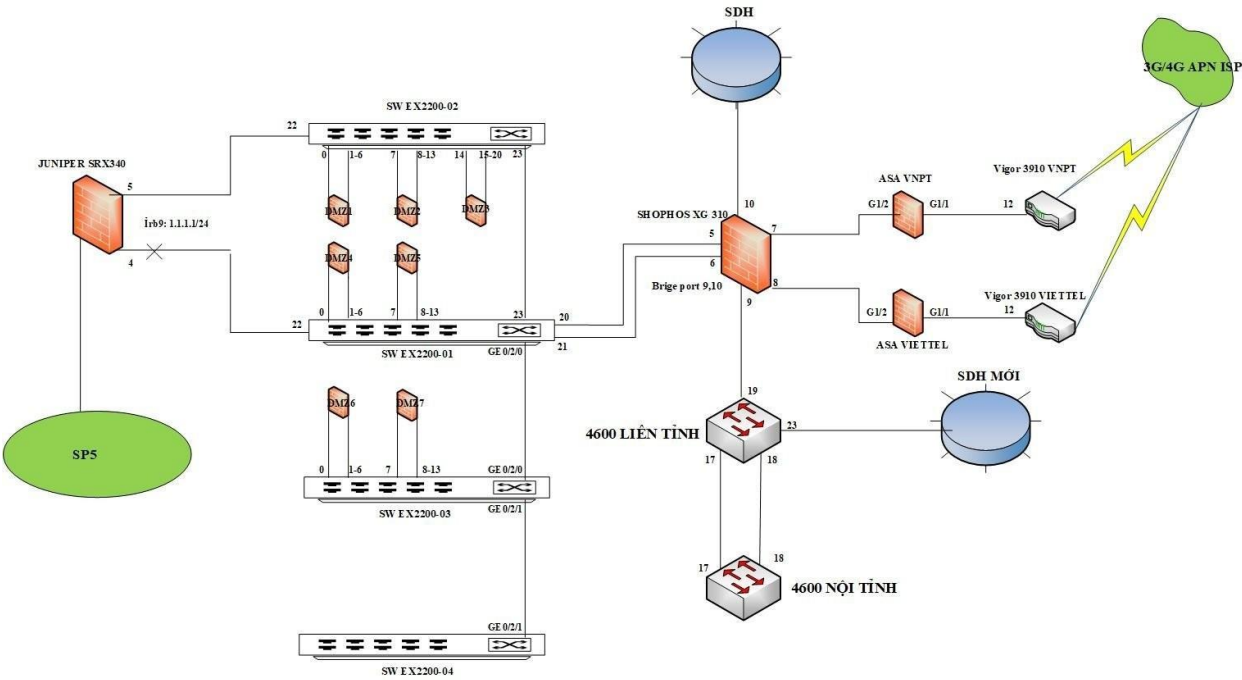 SDH
3G/4G APN ISP
SW EX2200-02
22
0
1-6
7
8-13
14
15-20
23
JUNIPER SRX340
5
İrb9: 1.1.1.1/24
4
DMZ1
DMZ2
DMZ3
DMZ4
DMZ5
0
1-6
7
8-13
23
22
20
21
SW EX2200-01
GE 0/2/0
10
SHOPHOS XG 310
5
7
6
8
Brige port 9,10
9
ASA VNPT
G1/2
G1/1
12
Vigor 3910 VNPT
G1/2
G1/1
12
ASA VIETTEL
Vigor 3910 VIETTEL
DMZ6
DMZ7
SP5
0
1-6
7
8-13
GE 0/2/0
SW EX2200-03
GE 0/2/1
19
4600 LIÊN TỈNH
23
SDH MỚI
17
18
17
18
4600 NỘI TỈNH
GE 0/2/1
SW EX2200-04